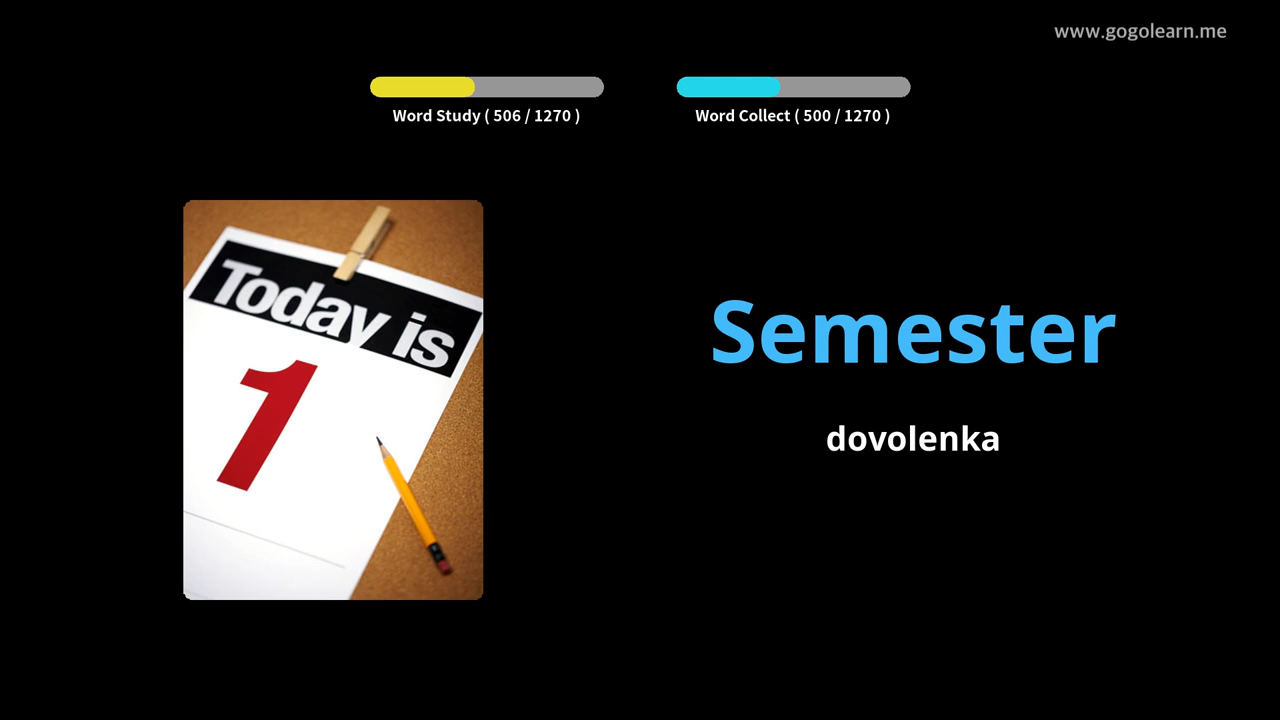 www.gogolearn.me
Word Study ( 506 / 1270 )
Word Collect ( 500 / 1270 )
Today is
1
Semester
dovolenka